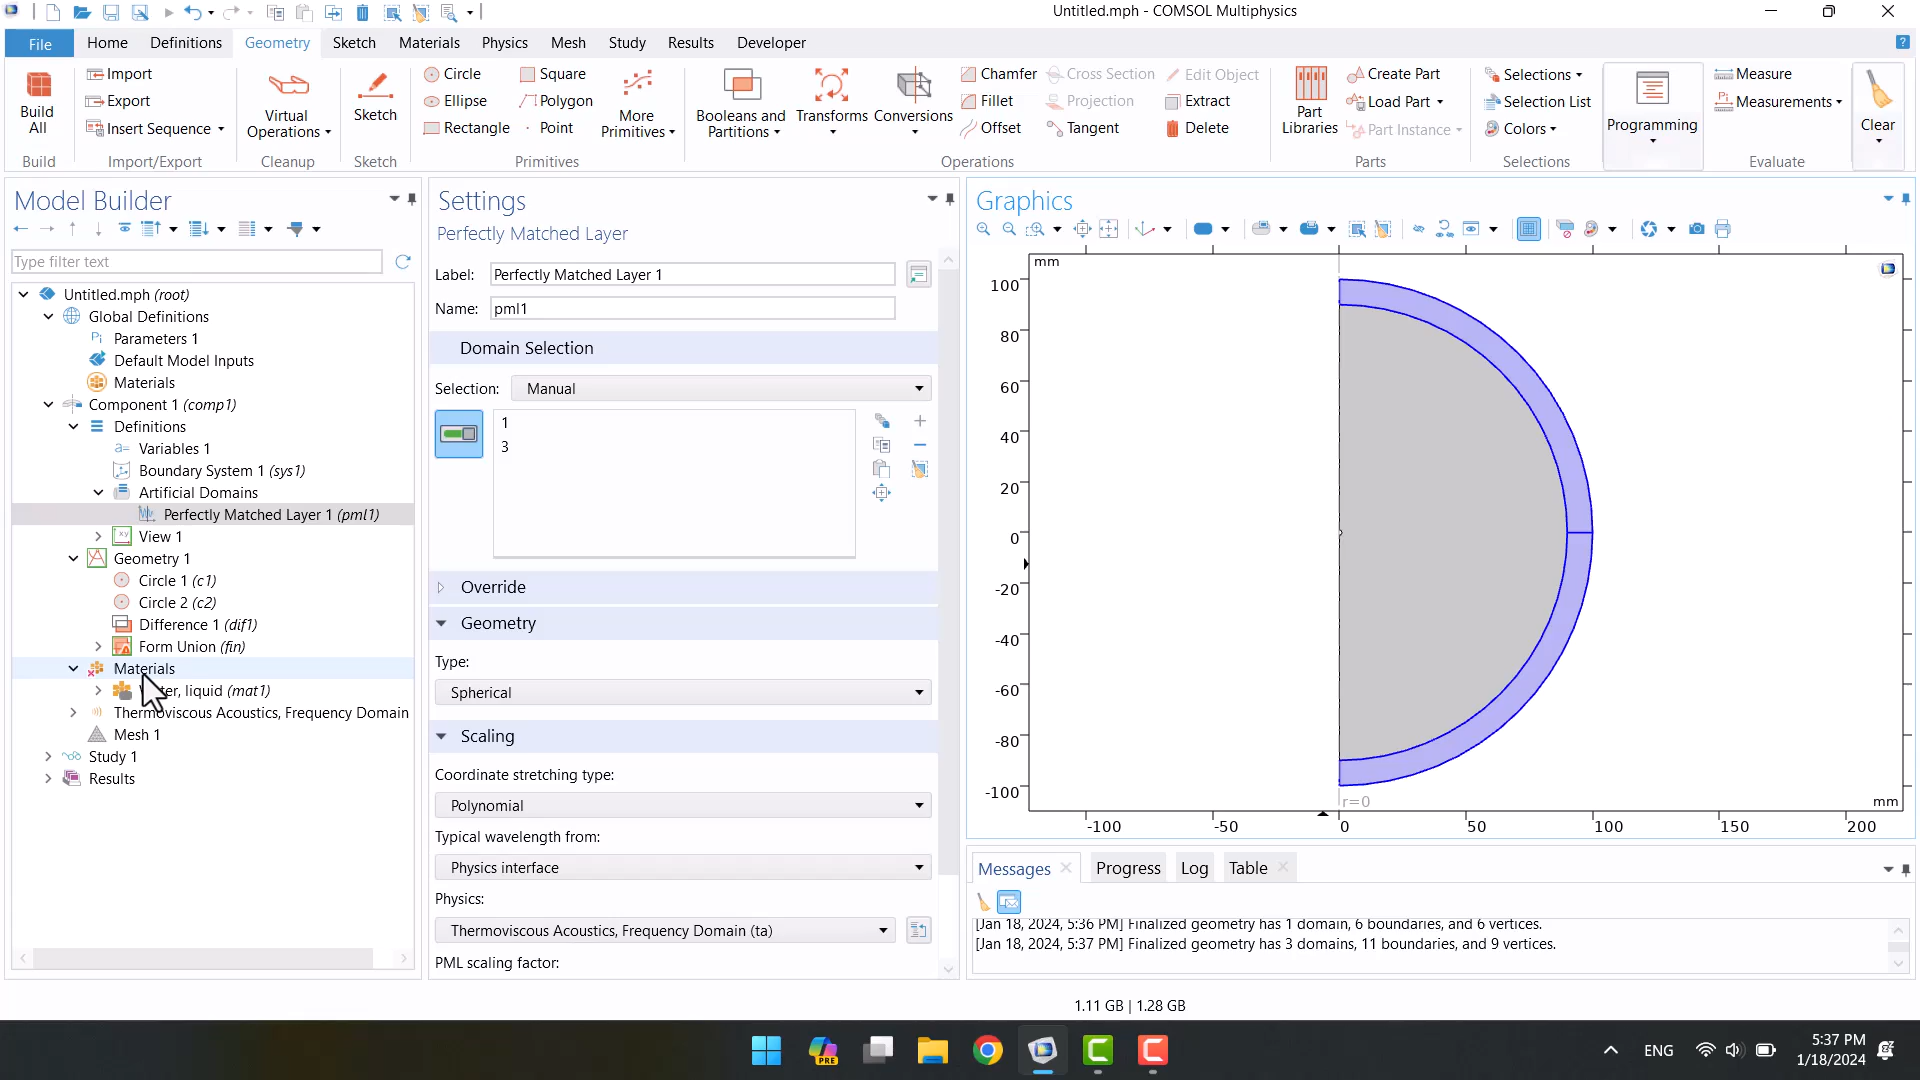 Untitled.mph - COMSOL Multiphysics
File Home Definitions Geometry Sketch Materials Physics Mesh Study Results Developer
Build All
Build
Import
Export
Insert Sequence
Import/Export
Virtual Operations
Cleanup
Sketch
Sketch
Circle
Ellipse
Rectangle
Square
Polygon
Point
More Primitives
Primitives
Booleans and Partitions
Transforms
Conversions
Chamfer
Fillet
Offset
Cross Section
Projection
Tangent
Edit Object
Extract
Delete
Operations
Part Libraries
Create Part
Load Part
Part Instance
Parts
Selections
Selection List
Colors
Selections
Programming
Measure
Measurements
Evaluate
Clear
Model Builder
Type filter text
Untitled.mph (root)
Global Definitions
Parameters 1
Default Model Inputs
Materials
Component 1 (comp1)
Definitions
Variables 1
Boundary System 1 (sys1)
Artificial Domains
Perfectly Matched Layer 1 (pml1)
View 1
Geometry 1
Circle 1 (c1)
Circle 2 (c2)
Difference 1 (dif1)
Form Union (fin)
Materials
ter, liquid (mat1)
Thermoviscous Acoustics, Frequency Domain
Mesh 1
Study 1
Results
Settings
Perfectly Matched Layer
Label: Perfectly Matched Layer 1
Name: pml1
Domain Selection
Selection: Manual
1
3
Override
Geometry
Type:
Spherical
Scaling
Coordinate stretching type:
Polynomial
Typical wavelength from:
Physics interface
Physics:
Thermoviscous Acoustics, Frequency Domain (ta)
PML scaling factor:
Graphics
mm
100
80
60
40
20
0
-20
-40
-60
-80
-100
r=0
mm
-100 -50 0 50 100 150 200
Messages Progress Log Table
[Jan 18, 2024, 5:36 PM] Finalized geometry has 1 domain, 6 boundaries, and 6 vertices.
[Jan 18, 2024, 5:37 PM] Finalized geometry has 3 domains, 11 boundaries, and 9 vertices.
1.11 GB | 1.28 GB
PRE
ENG
5:37 PM
1/18/2024